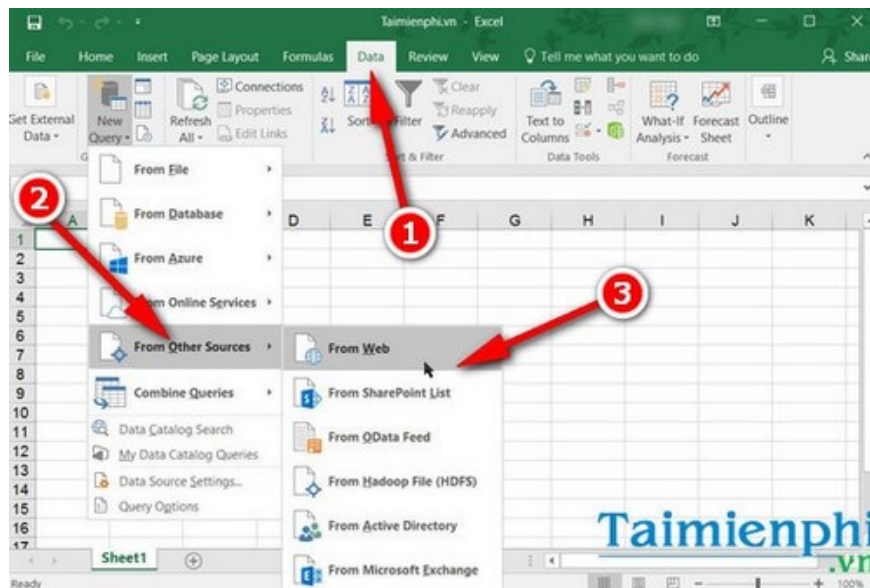 Taimienphi.vn - Excel
File Home Insert Page Layout Formulas Data Review View Tell me what you want to do Share
Get External Data
New Query
Refresh All
Connections
Properties
Edit Links
Sort
Filter
Clear
Reapply
Advanced
Sort & Filter
Text to Columns
Data Tools
What-If Analysis
Forecast Sheet
Forecast
Outline
From File
From Database
From Azure
From Online Services
From Other Sources
Combine Queries
Data Catalog Search
My Data Catalog Queries
Data Source Settings...
Query Options
From Web
From SharePoint List
From OData Feed
From Hadoop File (HDFS)
From Active Directory
From Microsoft Exchange
1
2
3
A D E F G H I J K
1
2
3
4
5
6
7
8
9
10
11
12
13
14
15
16
17
Taimienphi
.vn
Sheet1
Ready
100%